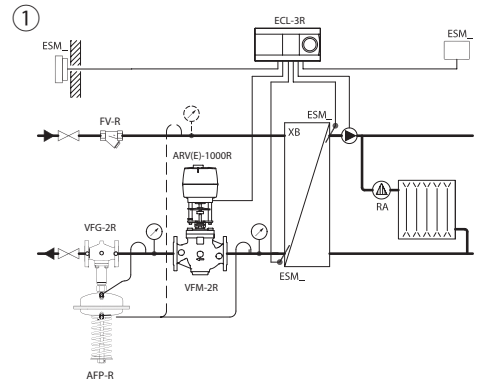 1
ECL-3R
ESM_
ESM_
FV-R
ESM_
XB
ARV(E)-1000R
RA
VFG-2R
ESM_
VFM-2R
AFP-R